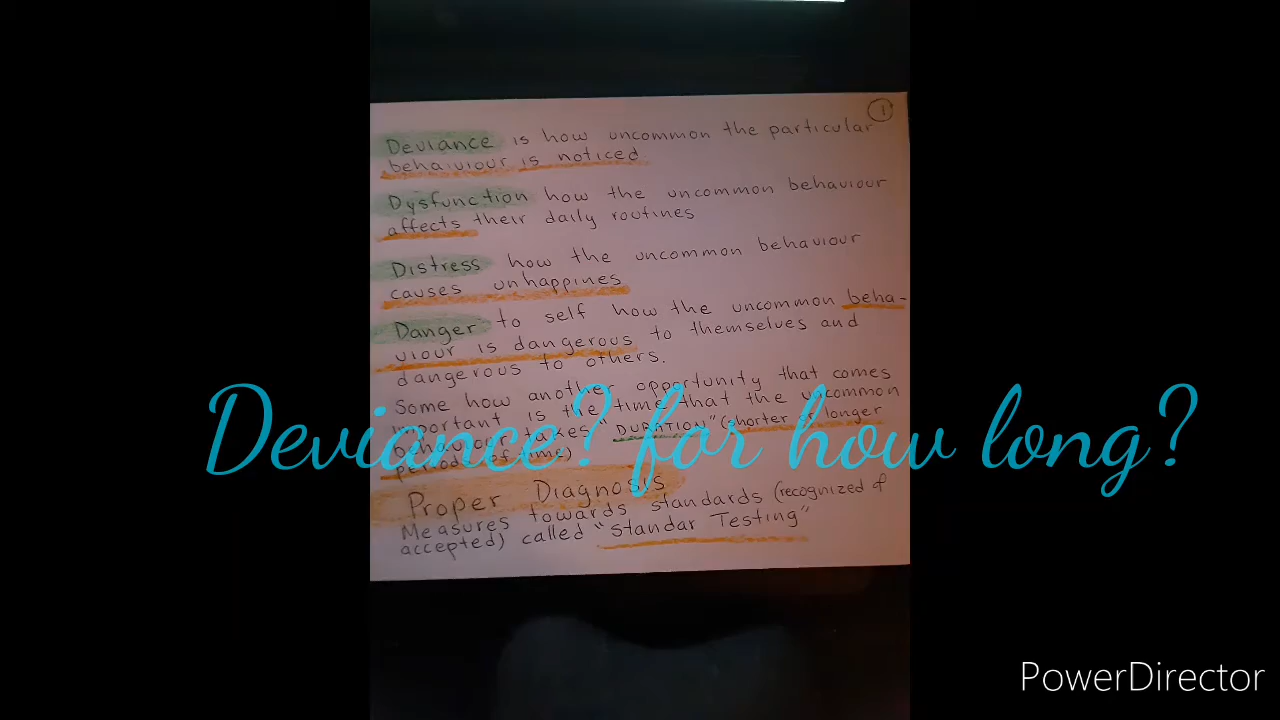 1
Deviance is how uncommon the particular
behaiviour is noticed
Dysfunction how the uncommon behaviour
affects their daily routines
Distress how the uncommon behaviour
causes unhappines
Danger to self how the uncommon beha-
viour is dangerous to themselves and
dangerous to others.
Some how another opportunity that comes
important is the time that the uncommon
behaviour takes "DURATION" (shorter or longer
periods of time)
Deviance? for how long?
Proper Diagnosis
Measures towards standards (recognized &
accepted) called "Standar Testing"
PowerDirector